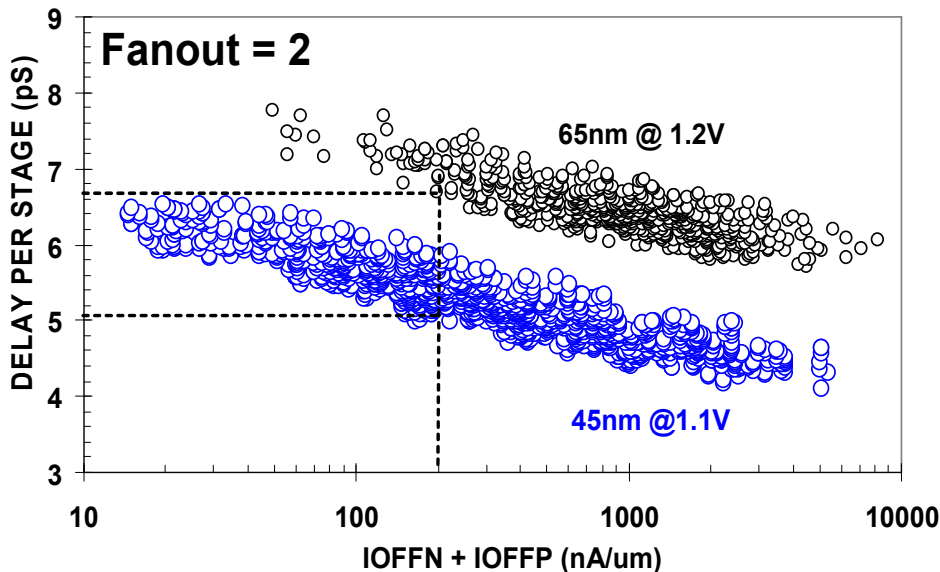 Fanout = 2
DELAY PER STAGE (pS)
9
8
7
6
5
4
3
65nm @ 1.2V
45nm @1.1V
10
100
1000
10000
IOFFN + IOFFP (nA/um)